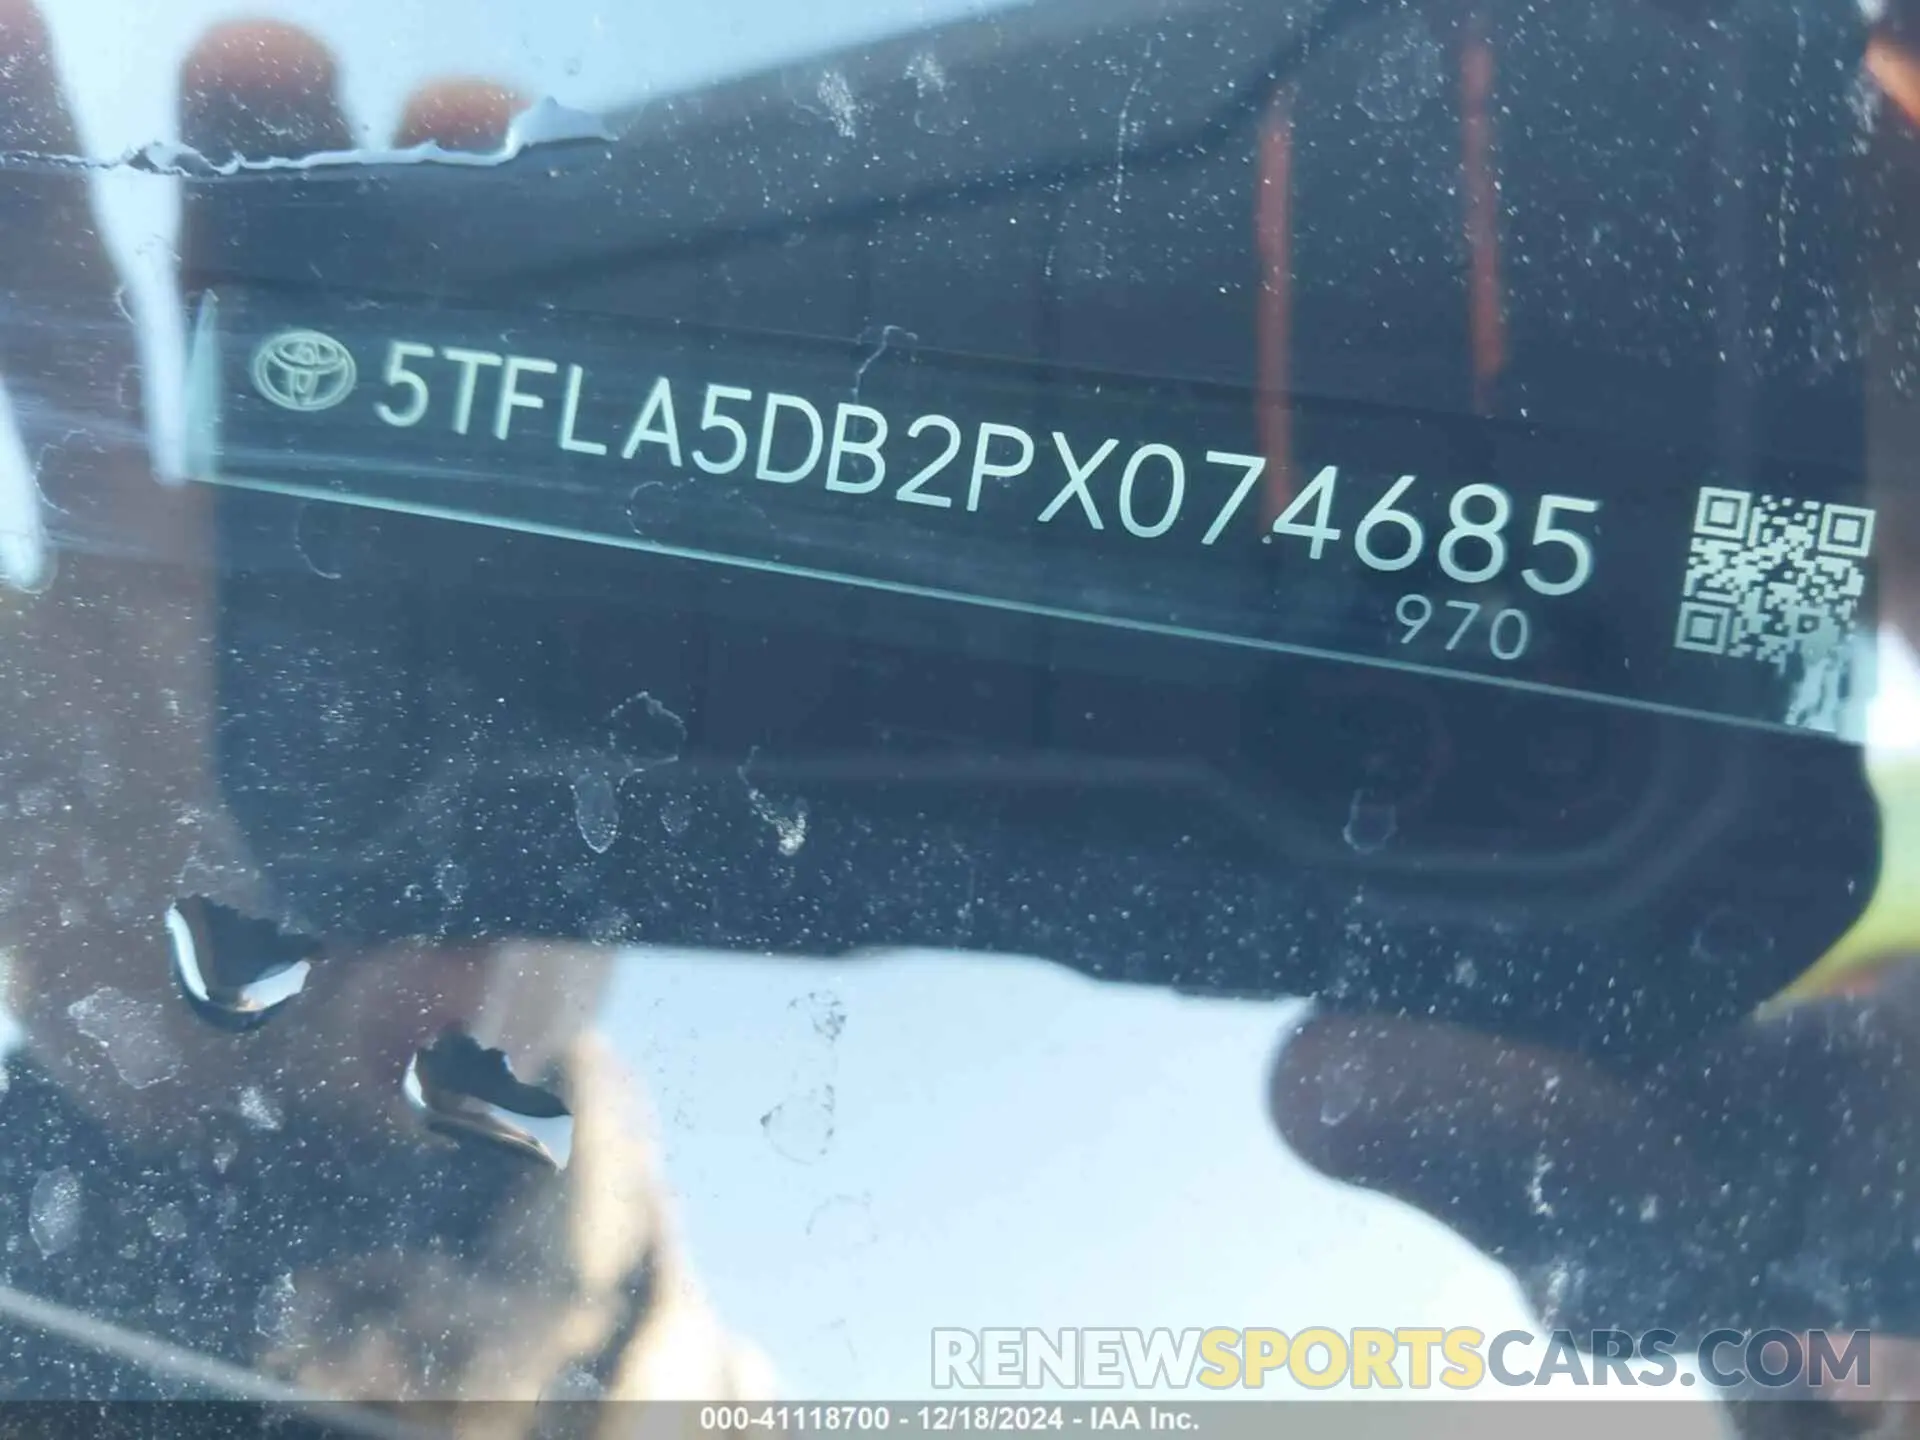 5TFLA5DB2PX074685
970
RENEWSPORTSCARS.COM
000-41118700 - 12/18/2024 - IAA Inc.